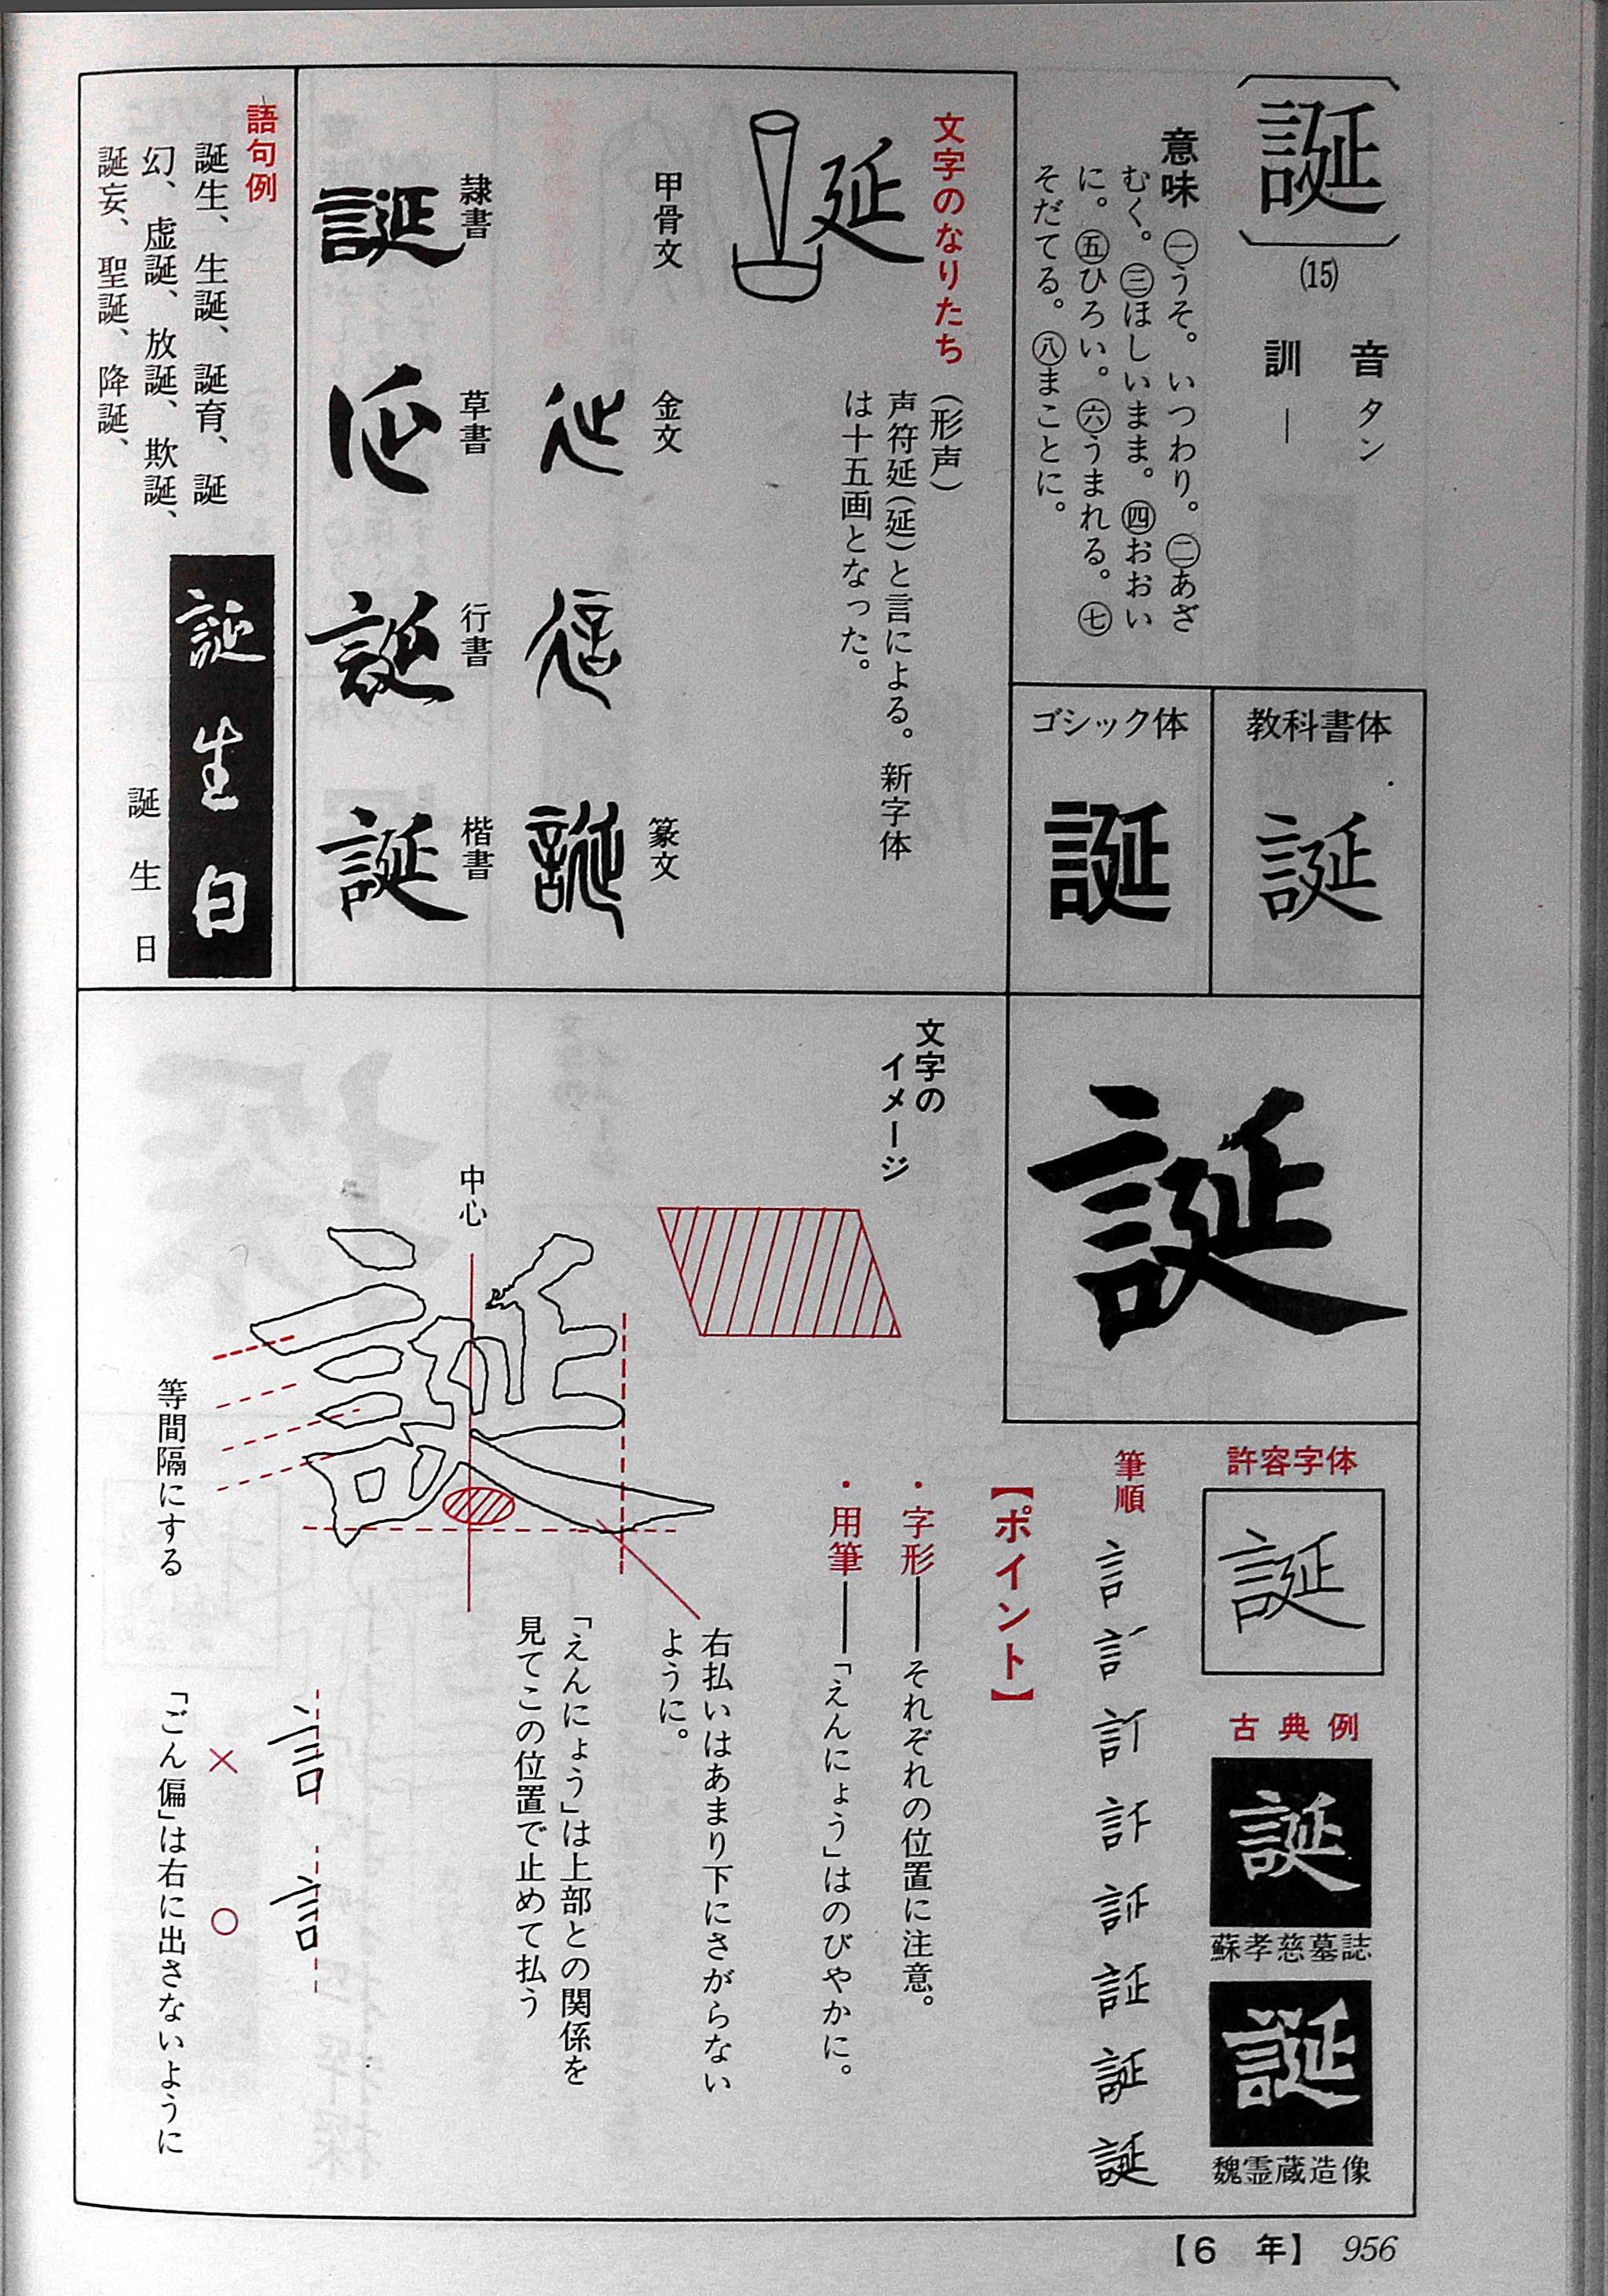 誕
(15)
音 タン
訓 ―
意味 ㊀うそ。いつわり。㊁あざ
むく。㊂ほしいまま。㊃おおい
に。㊄ひろい。㊅うまれる。㊆
そだてる。㊇まことに。
教科書体
誕
ゴシック体
誕
文字のなりたち
(形声)
声符延(延)と言による。新字体
は十五画となった。
延
甲骨文
金文
篆文
誕
隷書
誕
草書
行書
誕
楷書
誕
語句例
誕生、生誕、誕育、誕
幻、虚誕、放誕、欺誕、
誕妄、聖誕、降誕、
誕生日
誕生日
誕
許容字体
誕
古典例
誕
蘇孝慈墓誌
誕
魏霊蔵造像
筆順
言
誕
【ポイント】
・字形―それぞれの位置に注意。
・用筆―「えんにょう」はのびやかに。
文字の
イメージ
中心
誕
右払いはあまり下にさがらない
ように。
「えんにょう」は上部との関係を
見てこの位置で止めて払う
等間隔にする
言 言
× ○
「ごん偏」は右に出さないように
【6 年】 956